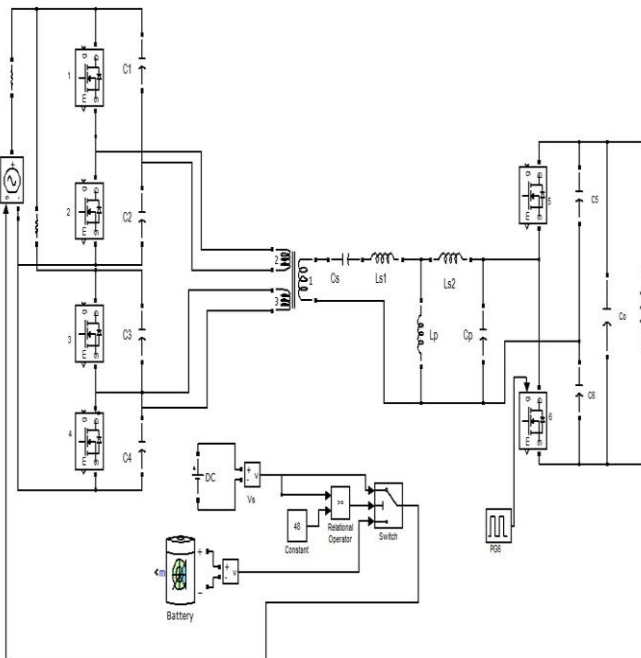 1
C1
2
C2
3
C3
4
C4
2
3
1
Cs
Ls1
Ls2
Lp
Cp
5
C5
Co
6
C6
PG6
DC
+
-
v
Vs
48
Constant
>=
Relational
Operator
Switch
<m
+
-
+
-
v
Battery